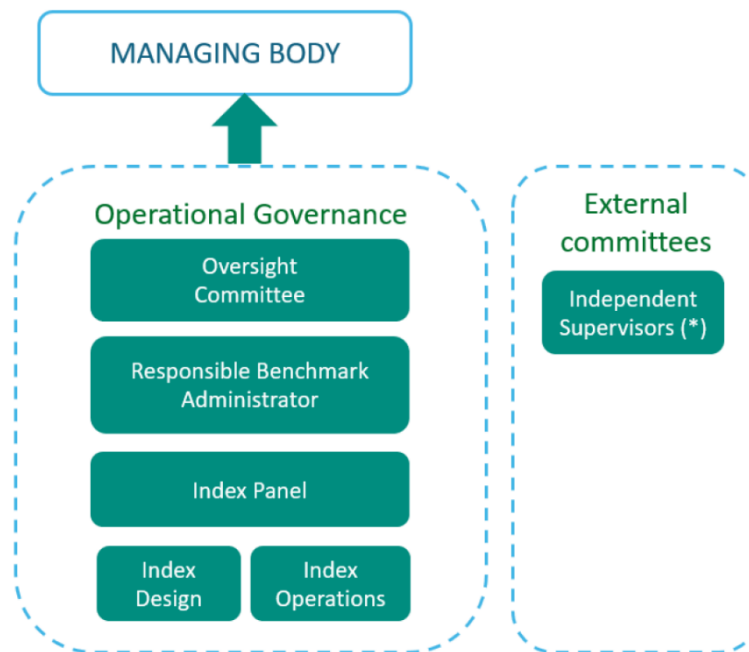 MANAGING BODY
Operational Governance
Oversight
Committee
Responsible Benchmark
Administrator
Index Panel
Index
Design
Index
Operations
External
committees
Independent
Supervisors (*)